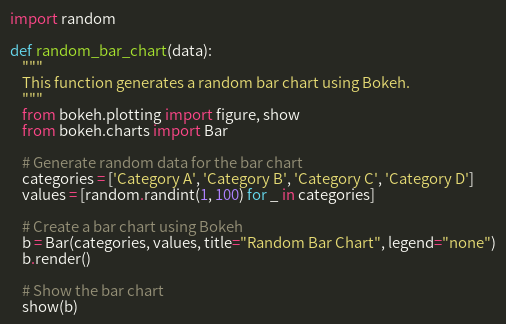 import random
def random_bar_chart(data):
"""
This function generates a random bar chart using Bokeh.
"""
from bokeh.plotting import figure, show
from bokeh.charts import Bar
# Generate random data for the bar chart
categories = ['Category A', 'Category B', 'Category C', 'Category D']
values = [random.randint(1, 100) for _ in categories]
# Create a bar chart using Bokeh
b = Bar(categories, values, title="Random Bar Chart", legend="none")
b.render()
# Show the bar chart
show(b)